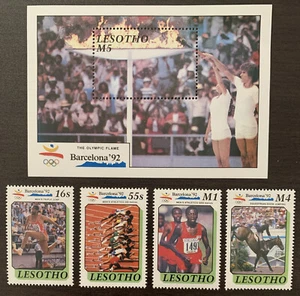 LESOTHO
M5
THE OLYMPIC FLAME
Barcelona '92
Barcelona '92
16s
LESOTHO
Barcelona '92
55s
LESOTHO
Barcelona '92
M1
149
LESOTHO
Barcelona '92
M4
LESOTHO